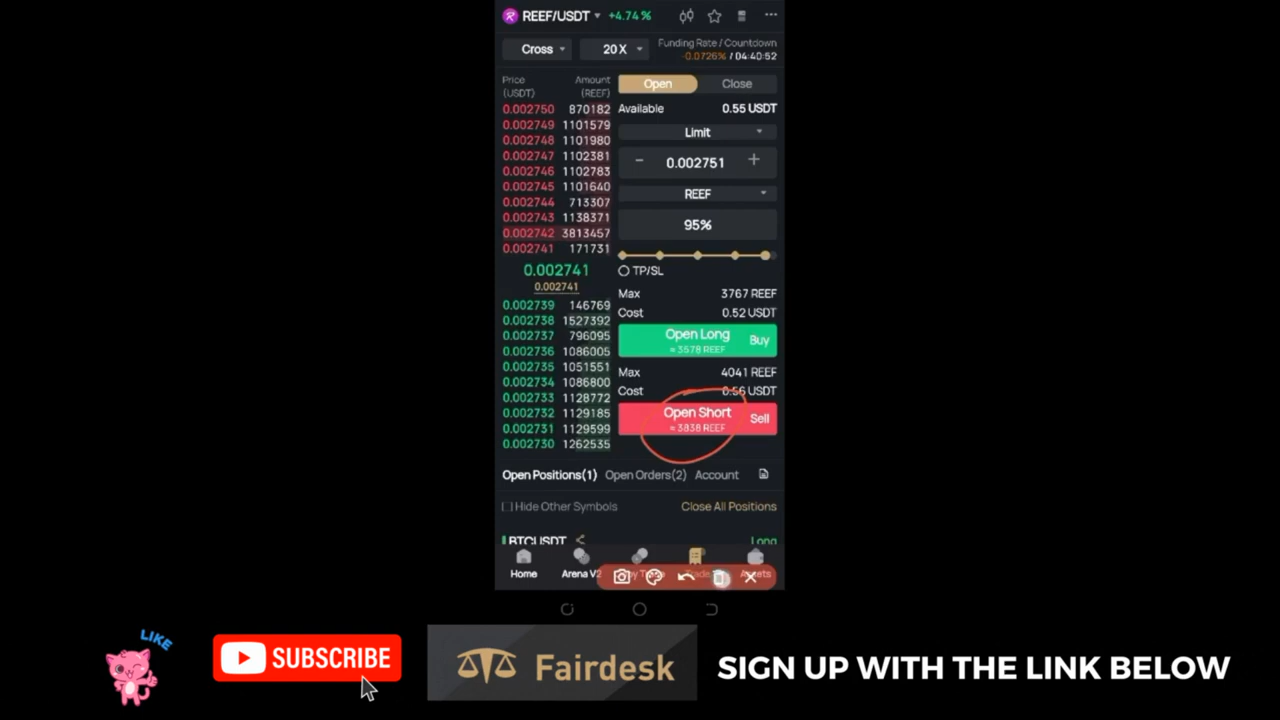 REEF/USDT +4.74%
Cross 20X Funding Rate / Countdown
-0.0726% / 04:40:52
Price (USDT) Amount (REEF)
Open Close
0.002750 870182
0.002749 1101579
0.002748 1101980
0.002747 1102381
0.002746 1102783
0.002745 1101640
0.002744 713307
0.002743 1138371
0.002742 3813457
0.002741 171731
0.002741
0.002741
0.002739 146769
0.002738 1527392
0.002737 796095
0.002736 1086005
0.002735 1051551
0.002734 1086800
0.002733 1128772
0.002732 1129185
0.002731 1129599
0.002730 1262535
Available 0.55 USDT
Limit
− 0.002751 +
REEF
95%
TP/SL
Max 3767 REEF
Cost 0.52 USDT
Open Long Buy
≈ 3578 REEF
Max 4041 REEF
Cost 0.56 USDT
Open Short Sell
≈ 3838 REEF
Open Positions(1) Open Orders(2) Account
Hide Other Symbols Close All Positions
BTCUSDT Long
Home Arena V2 Assets
LIKE
SUBSCRIBE
Fairdesk
SIGN UP WITH THE LINK BELOW